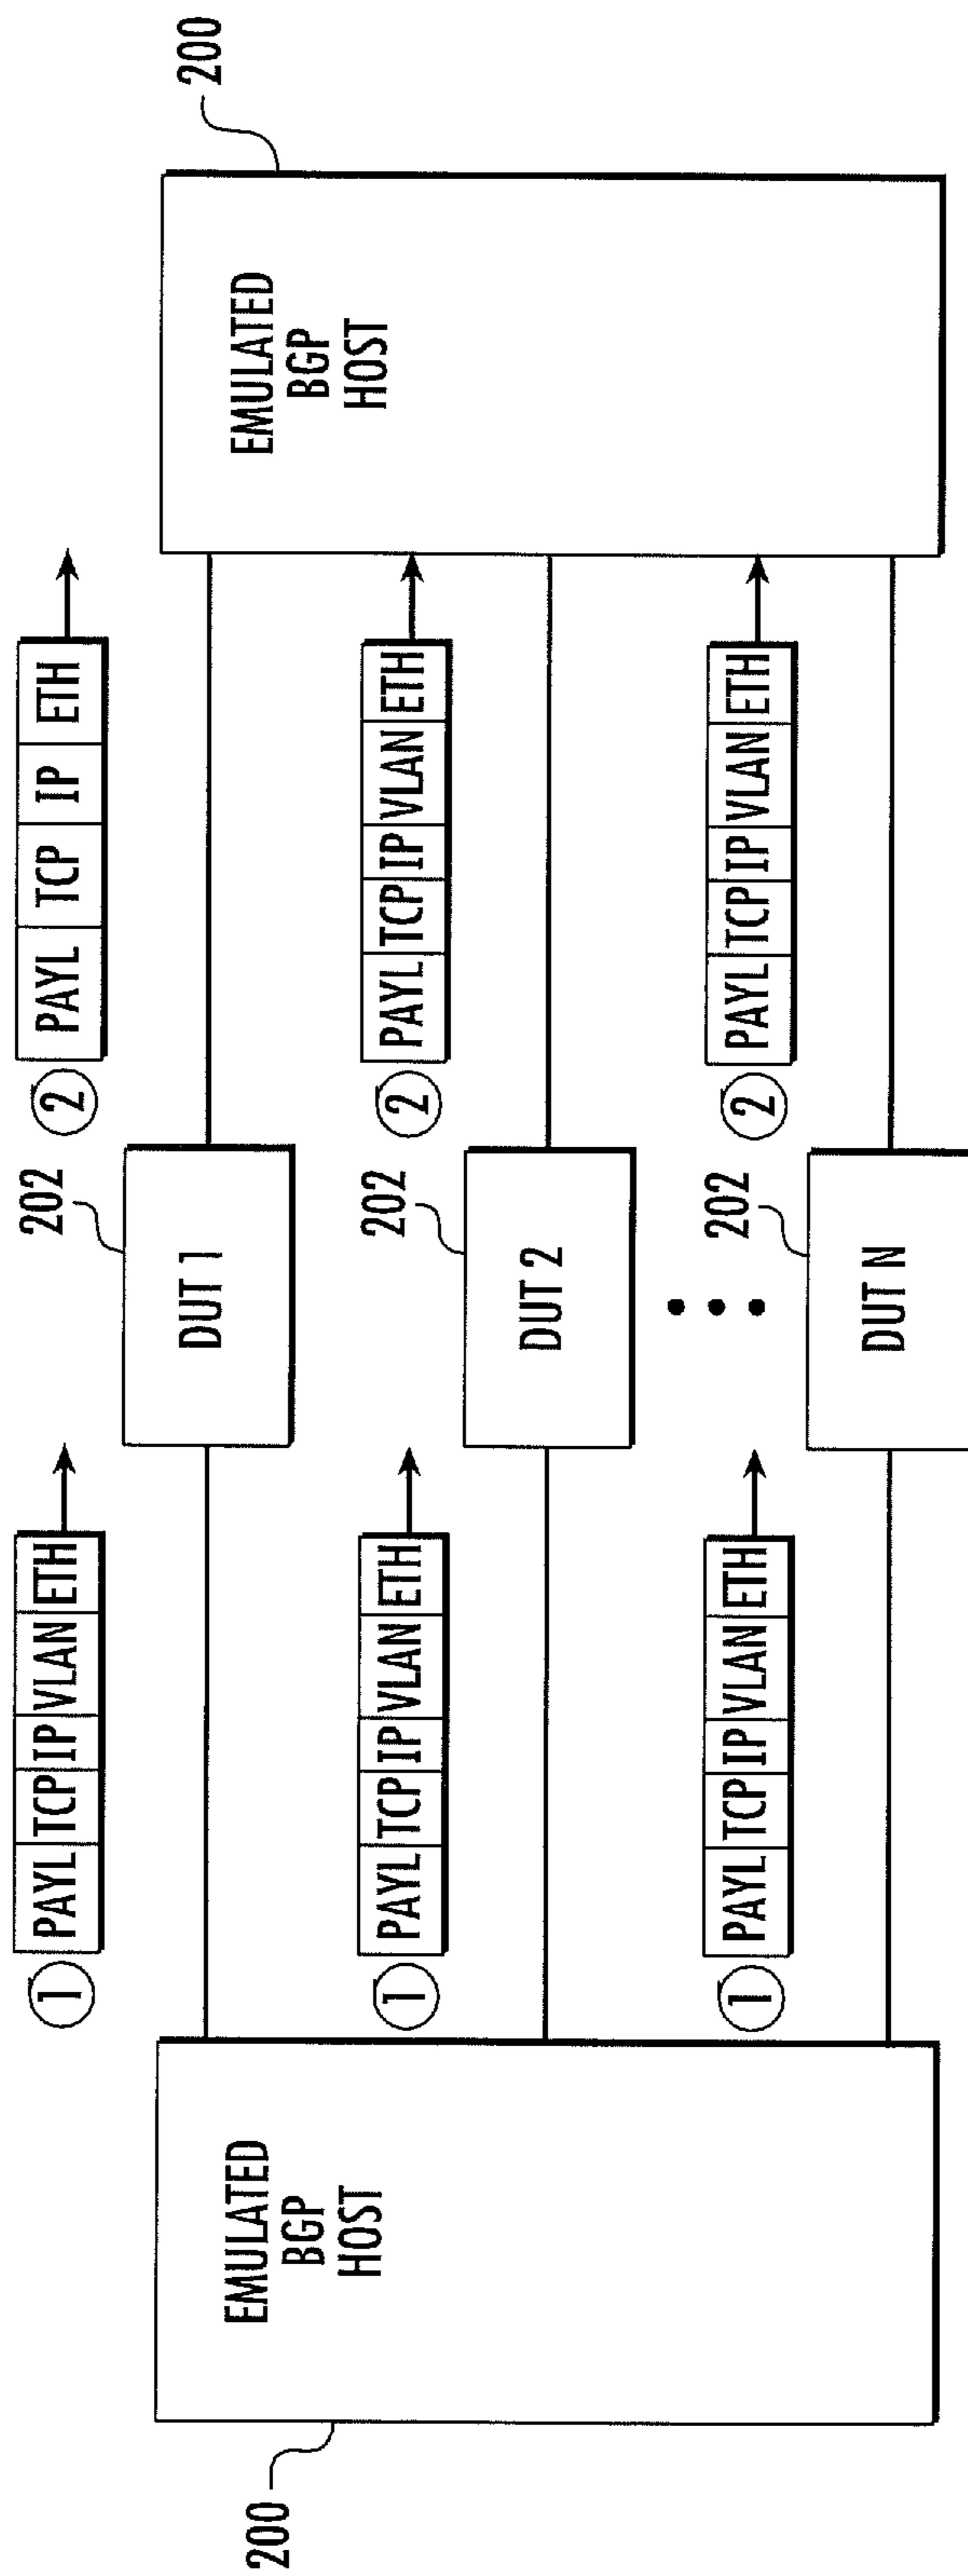 PAYL TCP IP VLAN ETH
PAYL TCP IP ETH
1
2
202
200
EMULATED
BGP
HOST
DUT 1
EMULATED
BGP
HOST
PAYL TCP IP VLAN ETH
PAYL TCP IP VLAN ETH
1
2
202
DUT 2
PAYL TCP IP VLAN ETH
PAYL TCP IP VLAN ETH
1
2
202
DUT N
200